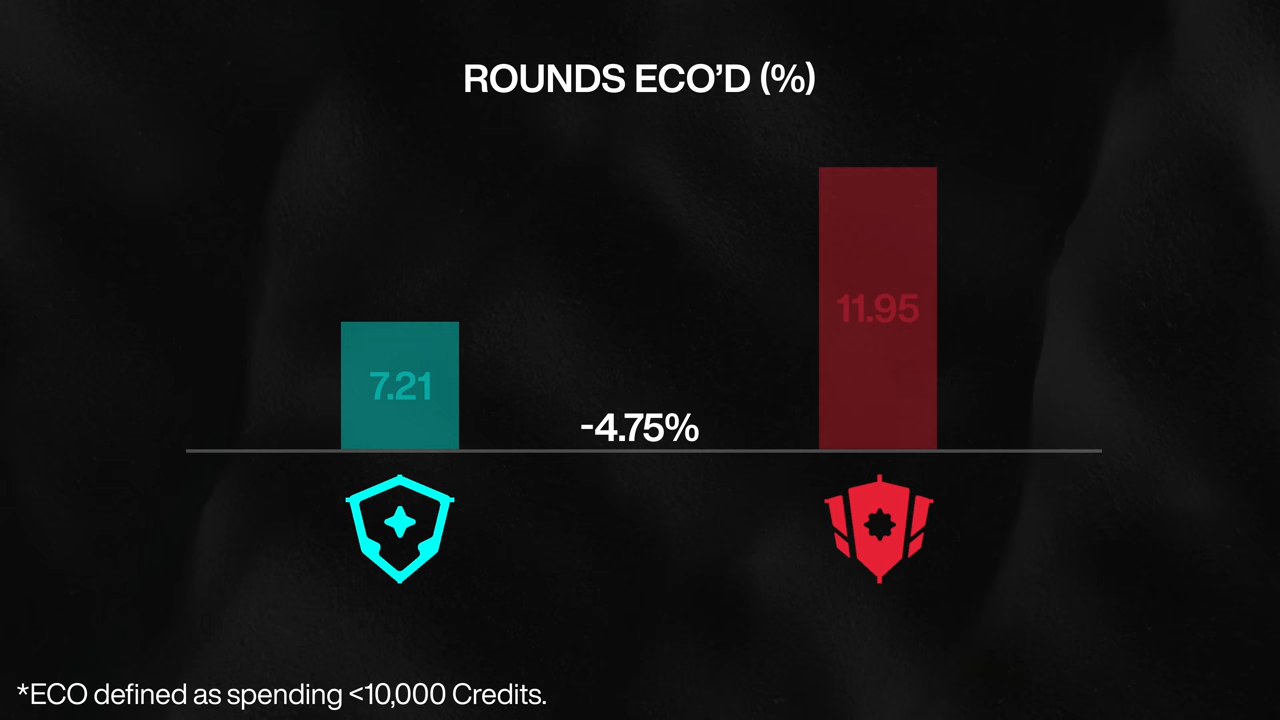 ROUNDS ECO’D (%)
11.95
7.21
-4.75%
*ECO defined as spending <10,000 Credits.